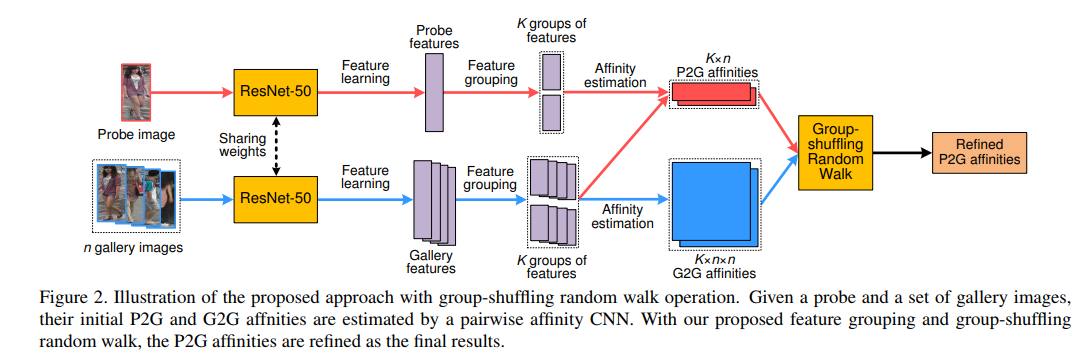 Probe image
ResNet-50
Feature
learning
Probe
features
Feature
grouping
K groups of
features
Affinity
estimation
K×n
P2G affinities
Sharing
weights
Group-
shuffling
Random
Walk
Refined
P2G affinities
n gallery images
ResNet-50
Feature
learning
Gallery
features
Feature
grouping
K groups of
features
Affinity
estimation
K×n×n
G2G affinities
Figure 2. Illustration of the proposed approach with group-shuffling random walk operation. Given a probe and a set of gallery images,
their initial P2G and G2G affnities are estimated by a pairwise affinity CNN. With our proposed feature grouping and group-shuffling
random walk, the P2G affinities are refined as the final results.